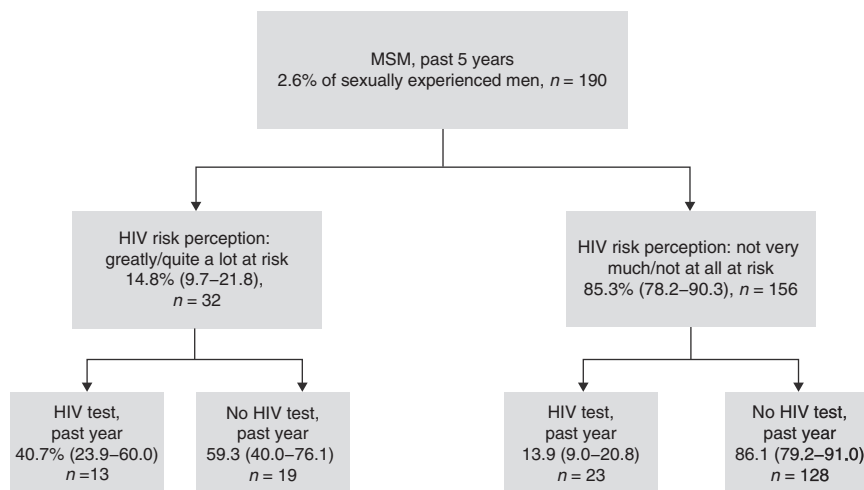 MSM, past 5 years
2.6% of sexually experienced men, n = 190
HIV risk perception:
greatly/quite a lot at risk
14.8% (9.7–21.8),
n = 32
HIV risk perception: not very
much/not at all at risk
85.3% (78.2–90.3), n = 156
HIV test,
past year
40.7% (23.9–60.0)
n =13
No HIV test,
past year
59.3 (40.0–76.1)
n = 19
HIV test,
past year
13.9 (9.0–20.8)
n = 23
No HIV test,
past year
86.1 (79.2–91.0)
n = 128